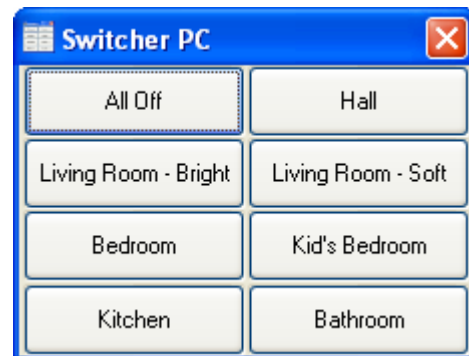 Switcher PC
All Off
Hall
Living Room - Bright
Living Room - Soft
Bedroom
Kid's Bedroom
Kitchen
Bathroom